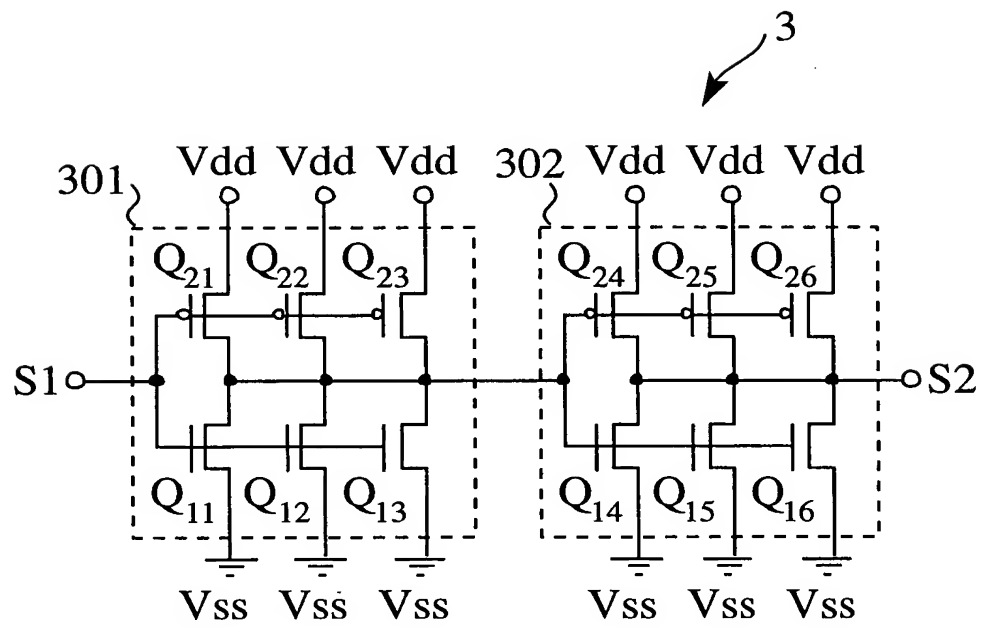 3
301 Vdd Vdd Vdd 302 Vdd Vdd Vdd
Q21 Q22 Q23 Q24 Q25 Q26
S1 S2
Q11 Q12 Q13 Q14 Q15 Q16
Vss Vss Vss Vss Vss Vss